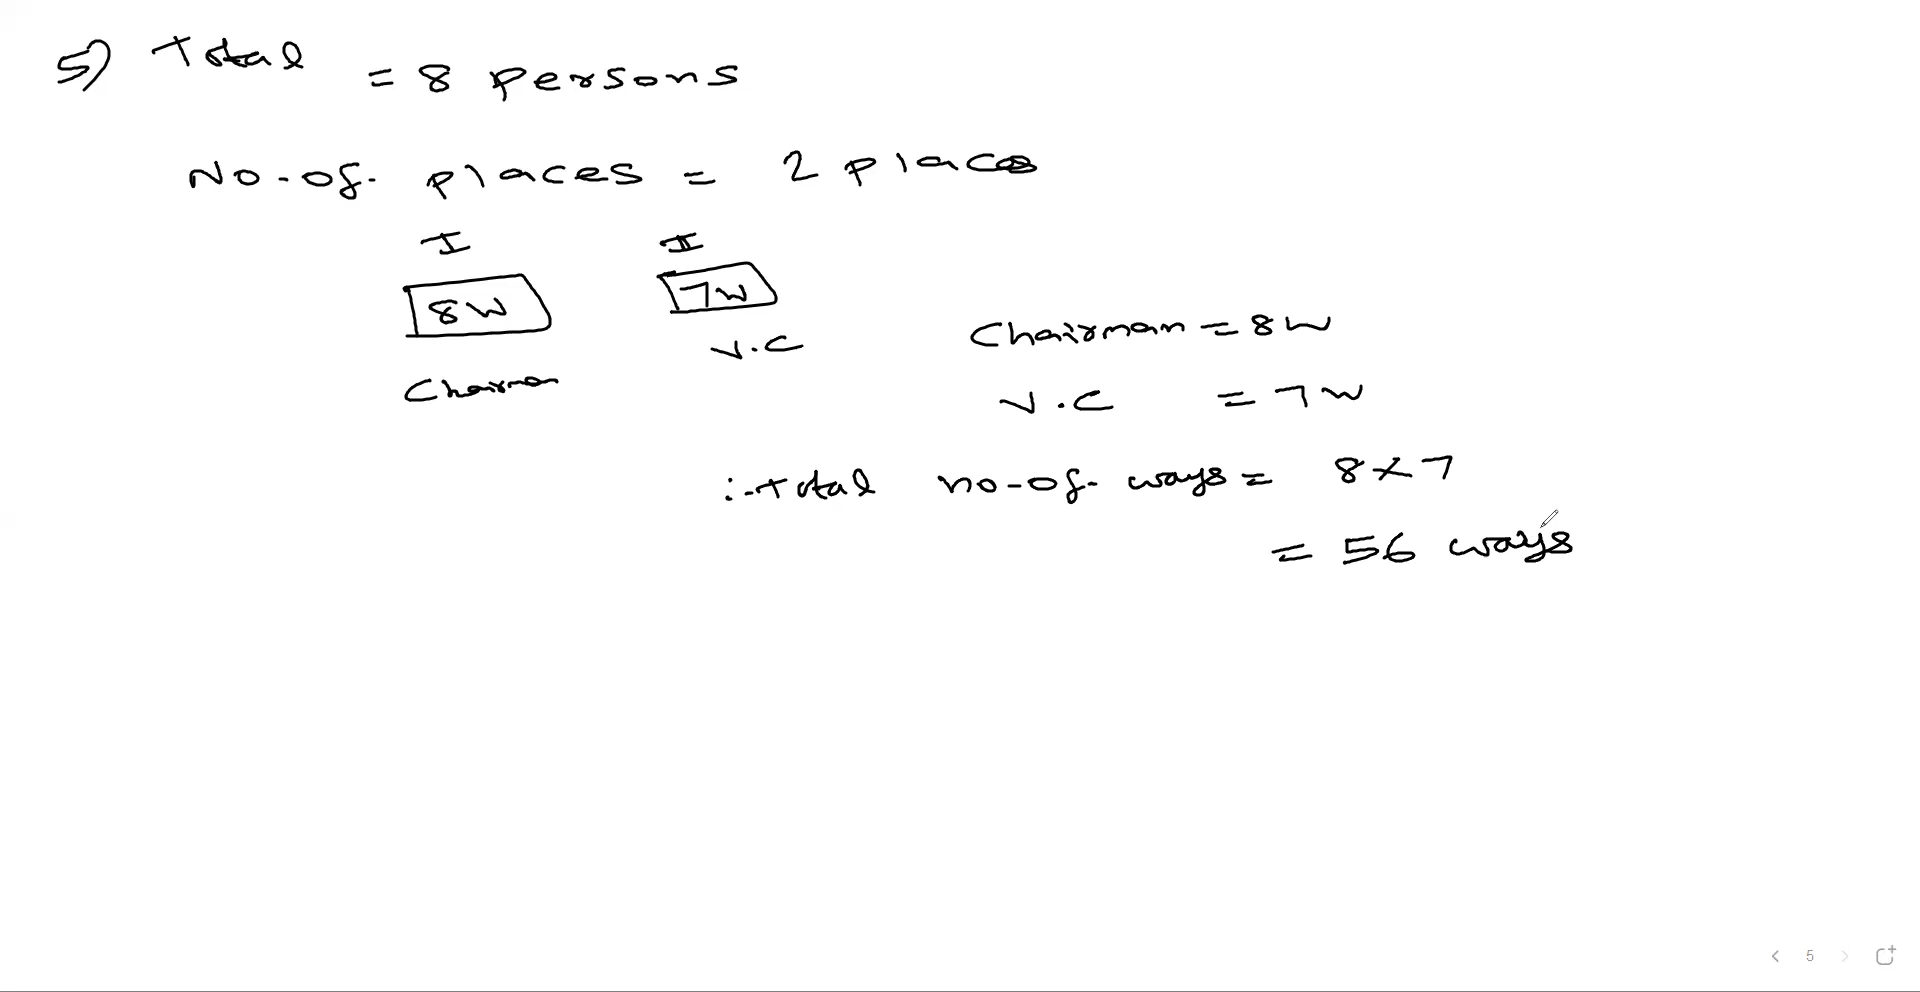 5) Total = 8 Persons
No-of. places = 2 places
I II
8W 7W
V.C
Chairman
Chairman = 8W
V.C = 7W
∴ Total no-of. ways = 8×7
= 56 ways
5